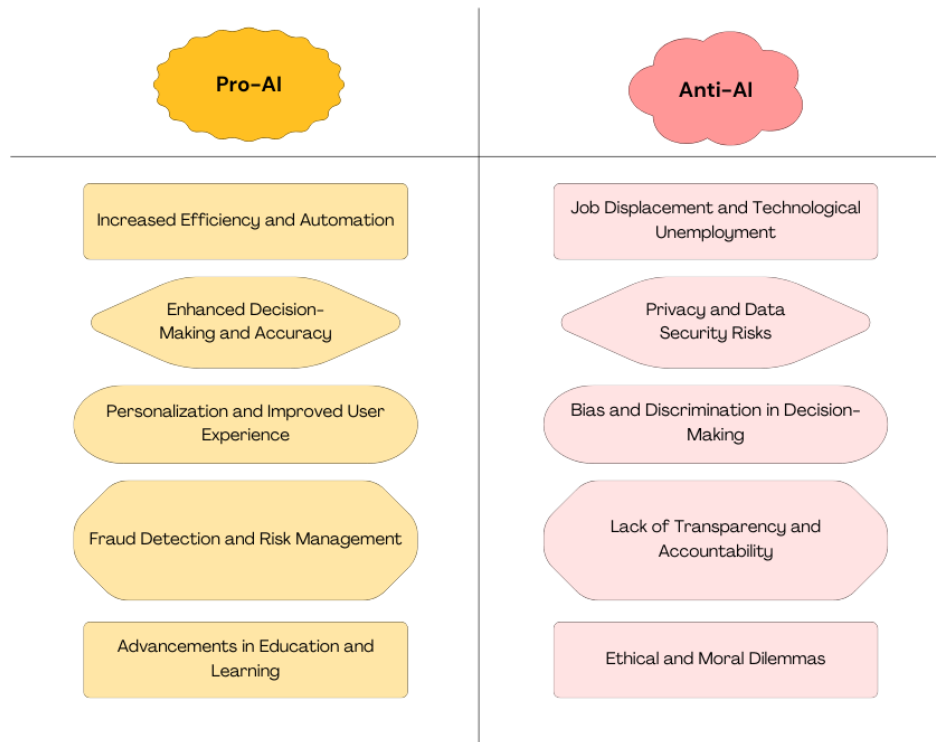 Pro-AI
Anti-AI
Increased Efficiency and Automation
Enhanced Decision-
Making and Accuracy
Personalization and Improved User
Experience
Fraud Detection and Risk Management
Advancements in Education and
Learning
Job Displacement and Technological
Unemployment
Privacy and Data
Security Risks
Bias and Discrimination in Decision-
Making
Lack of Transparency and
Accountability
Ethical and Moral Dilemmas